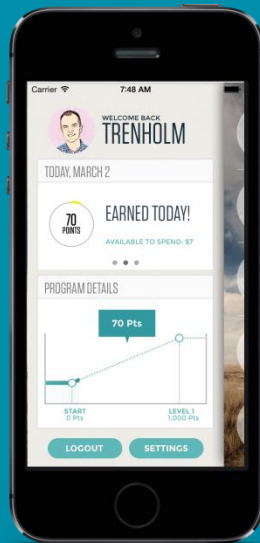 Carrier 7:48 AM
WELCOME BACK
TRENHOLM
TODAY, MARCH 2
70
POINTS
EARNED TODAY!
AVAILABLE TO SPEND: $7
PROGRAM DETAILS
70 Pts
START
0 Pts
LEVEL 1
1,000 Pts
LOGOUT
SETTINGS